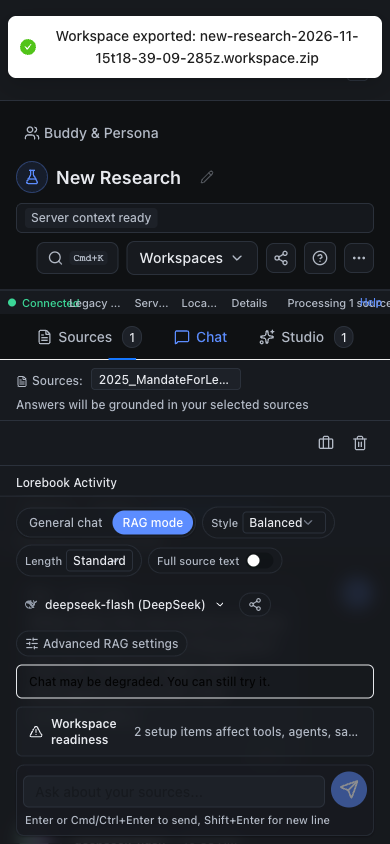 Workspace exported: new-research-2026-11-
15t18-39-09-285z.workspace.zip
Buddy & Persona
New Research
Server context ready
Cmd+K
Workspaces
Connected
Legacy ...
Serv...
Loca...
Details
Processing 1 source
Help
Sources 1
Chat
Studio 1
Sources: 2025_MandateForLe...
Answers will be grounded in your selected sources
Lorebook Activity
General chat
RAG mode
Style Balanced
Length Standard
Full source text
deepseek-flash (DeepSeek)
Advanced RAG settings
Chat may be degraded. You can still try it.
Workspace
readiness
2 setup items affect tools, agents, sa...
Ask about your sources...
Enter or Cmd/Ctrl+Enter to send, Shift+Enter for new line